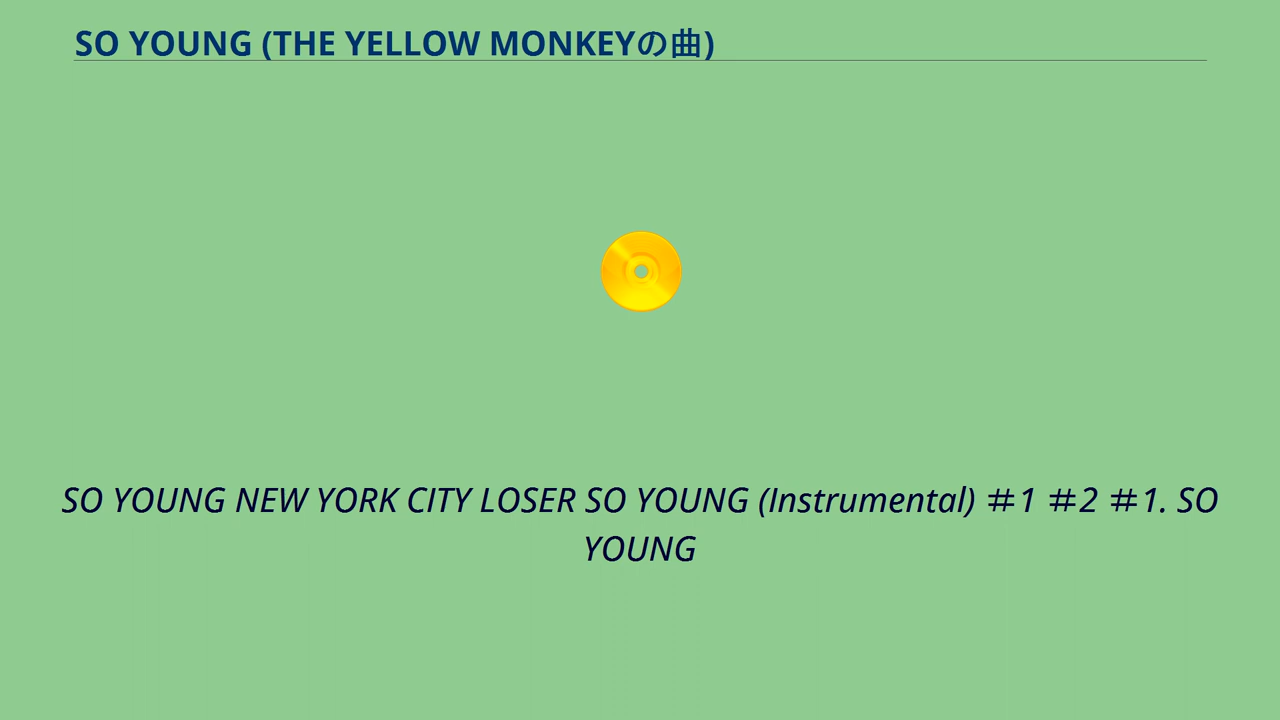 SO YOUNG (THE YELLOW MONKEYの曲)
SO YOUNG NEW YORK CITY LOSER SO YOUNG (Instrumental) ＃1 ＃2 ＃1. SO
YOUNG